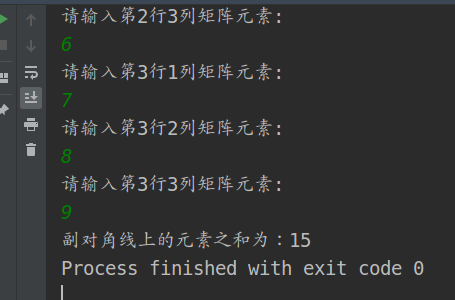 请输入第2行3列矩阵元素:
6
请输入第3行1列矩阵元素:
7
请输入第3行2列矩阵元素:
8
请输入第3行3列矩阵元素:
9
副对角线上的元素之和为：15
Process finished with exit code 0